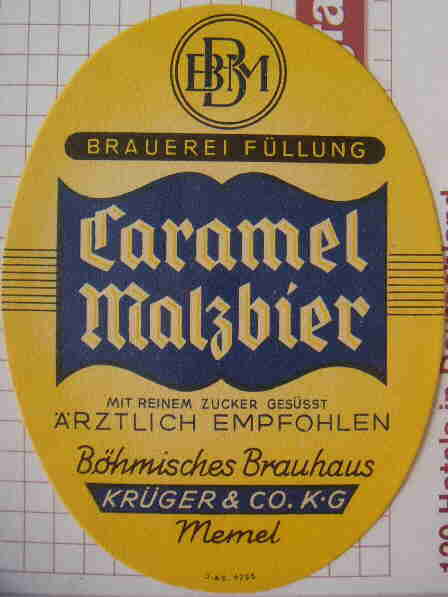 BBM
BRAUEREI FÜLLUNG
Caramel
Malzbier
MIT REINEM ZUCKER GESÜSST
ÄRZTLICH EMPFOHLEN
Böhmisches Brauhaus
KRÜGER & CO. K·G
Memel